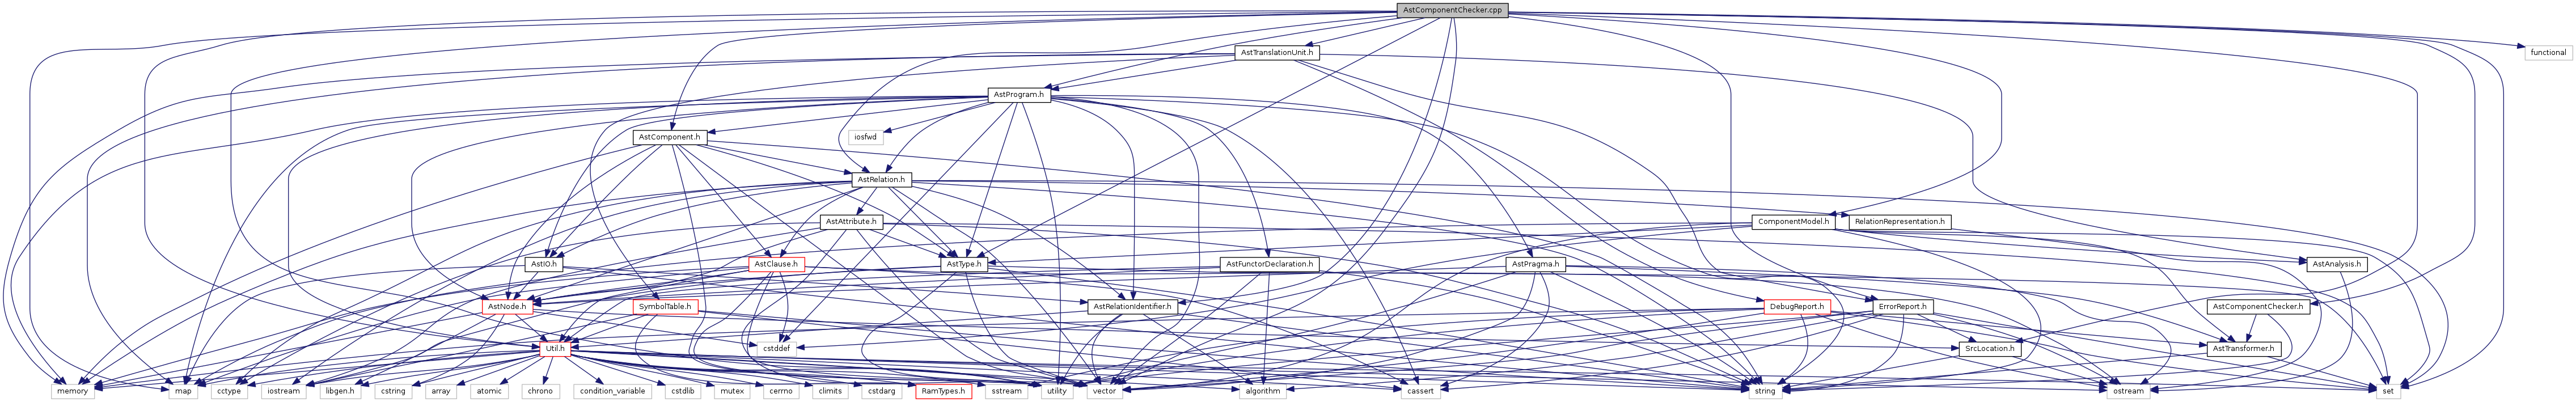 AstComponentChecker.cpp
AstTranslationUnit.h
functional
AstProgram.h
AstComponent.h
iosfwd
AstRelation.h
AstAttribute.h
ComponentModel.h
RelationRepresentation.h
AstIO.h
AstClause.h
AstType.h
AstFunctorDeclaration.h
AstPragma.h
AstAnalysis.h
AstNode.h
SymbolTable.h
AstRelationIdentifier.h
DebugReport.h
ErrorReport.h
AstComponentChecker.h
Util.h
cstddef
SrcLocation.h
AstTransformer.h
memory
map
cctype
iostream
libgen.h
cstring
array
atomic
chrono
condition_variable
cstdlib
mutex
cerrno
climits
cstdarg
RamTypes.h
sstream
utility
vector
algorithm
cassert
string
ostream
set